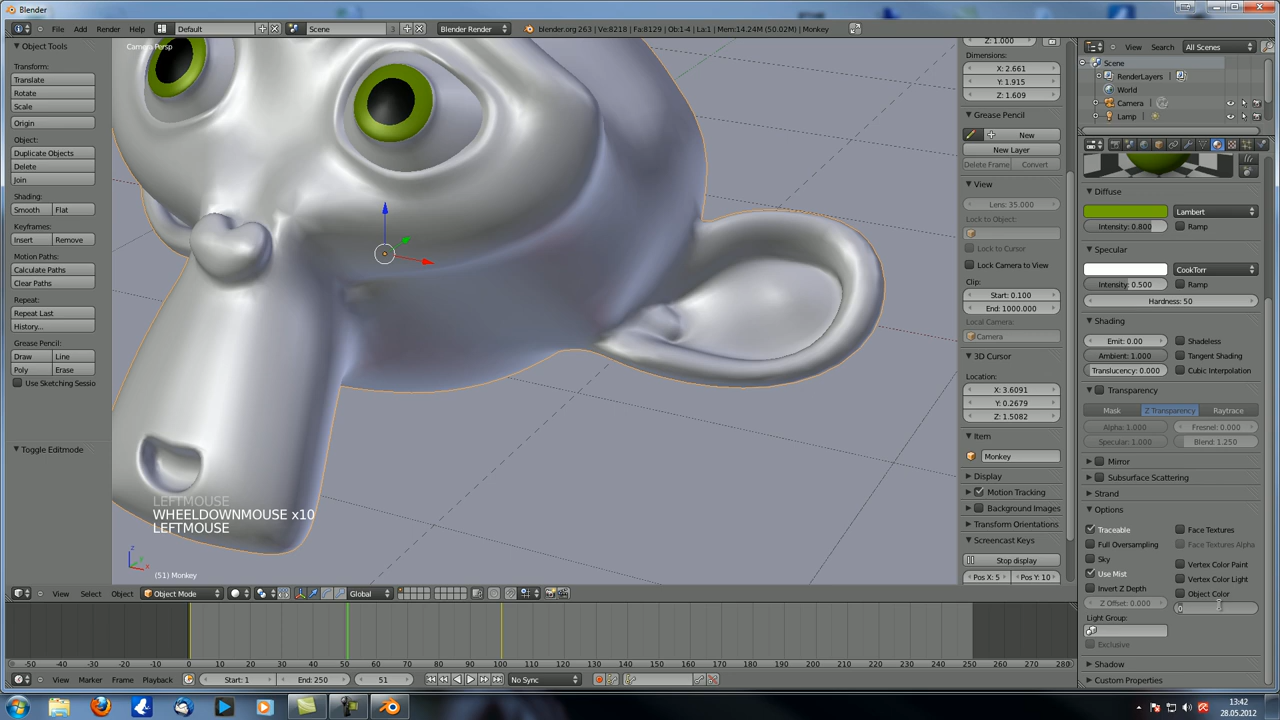 Blender
File
Add
Render
Help
Default
Scene
3
Blender Render
blender.org 263 | Ve:8218 | Fa:8129 | Ob:1-4 | La:1 | Mem:14.24M (50.02M) | Monkey
Object Tools
Transform:
Translate
Rotate
Scale
Origin
Object:
Duplicate Objects
Delete
Join
Shading:
Smooth
Flat
Keyframes:
Insert
Remove
Motion Paths:
Calculate Paths
Clear Paths
Repeat:
Repeat Last
History...
Grease Pencil:
Draw
Line
Poly
Erase
Use Sketching Sessio
Toggle Editmode
Camera Persp
LEFTMOUSE
WHEELDOWNMOUSE x10
LEFTMOUSE
(51) Monkey
Z: 1.000
Dimensions:
X: 2.661
Y: 1.915
Z: 1.609
Grease Pencil
New
New Layer
Delete Frame
Convert
View
Lens: 35.000
Lock to Object:
Lock to Cursor
Lock Camera to View
Clip:
Start: 0.100
End: 1000.000
Local Camera:
Camera
3D Cursor
Location:
X: 3.6091
Y: 0.2679
Z: 1.5082
Item
Monkey
Display
Motion Tracking
Background Images
Transform Orientations
Screencast Keys
Stop display
Pos X: 5
Pos Y: 10
View
Search
All Scenes
Scene
RenderLayers
World
Camera
Lamp
Diffuse
Lambert
Intensity: 0.800
Ramp
Specular
CookTorr
Intensity: 0.500
Ramp
Hardness: 50
Shading
Emit: 0.00
Shadeless
Ambient: 1.000
Tangent Shading
Translucency: 0.000
Cubic Interpolation
Transparency
Mask
Z Transparency
Raytrace
Alpha: 1.000
Fresnel: 0.000
Specular: 1.000
Blend: 1.250
Mirror
Subsurface Scattering
Strand
Options
Traceable
Face Textures
Full Oversampling
Face Textures Alpha
Sky
Vertex Color Paint
Use Mist
Vertex Color Light
Invert Z Depth
Object Color
Z Offset: 0.000
0
Light Group:
Exclusive
Shadow
Custom Properties
View
Select
Object
Object Mode
Global
-50 -40 -30 -20 -10 0 10 20 30 40 50 60 70 80 90 100 110 120 130 140 150 160 170 180 190 200 210 220 230 240 250 260 270 280
View
Marker
Frame
Playback
Start: 1
End: 250
51
No Sync
13:42
28.05.2012